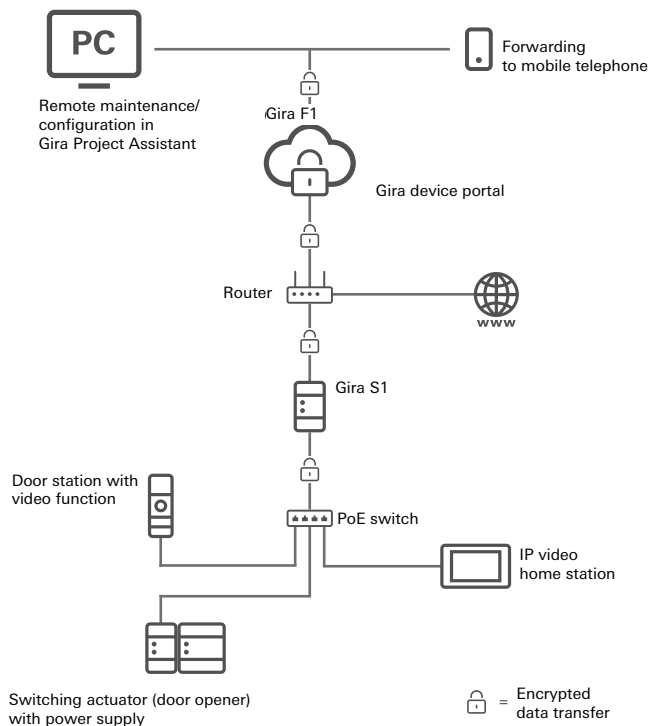 PC
Forwarding
to mobile telephone
Remote maintenance/
configuration in
Gira Project Assistant
Gira F1
Gira device portal
Router
www
Gira S1
Door station with
video function
PoE switch
IP video
home station
Switching actuator (door opener)
with power supply
= Encrypted
data transfer